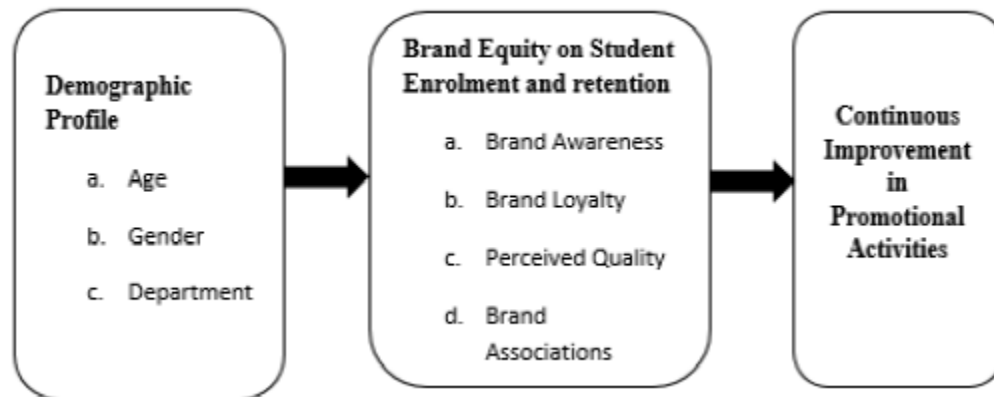 Demographic
Profile
a. Age
b. Gender
c. Department
Brand Equity on Student
Enrolment and retention
a. Brand Awareness
b. Brand Loyalty
c. Perceived Quality
d. Brand
Associations
Continuous
Improvement
in
Promotional
Activities